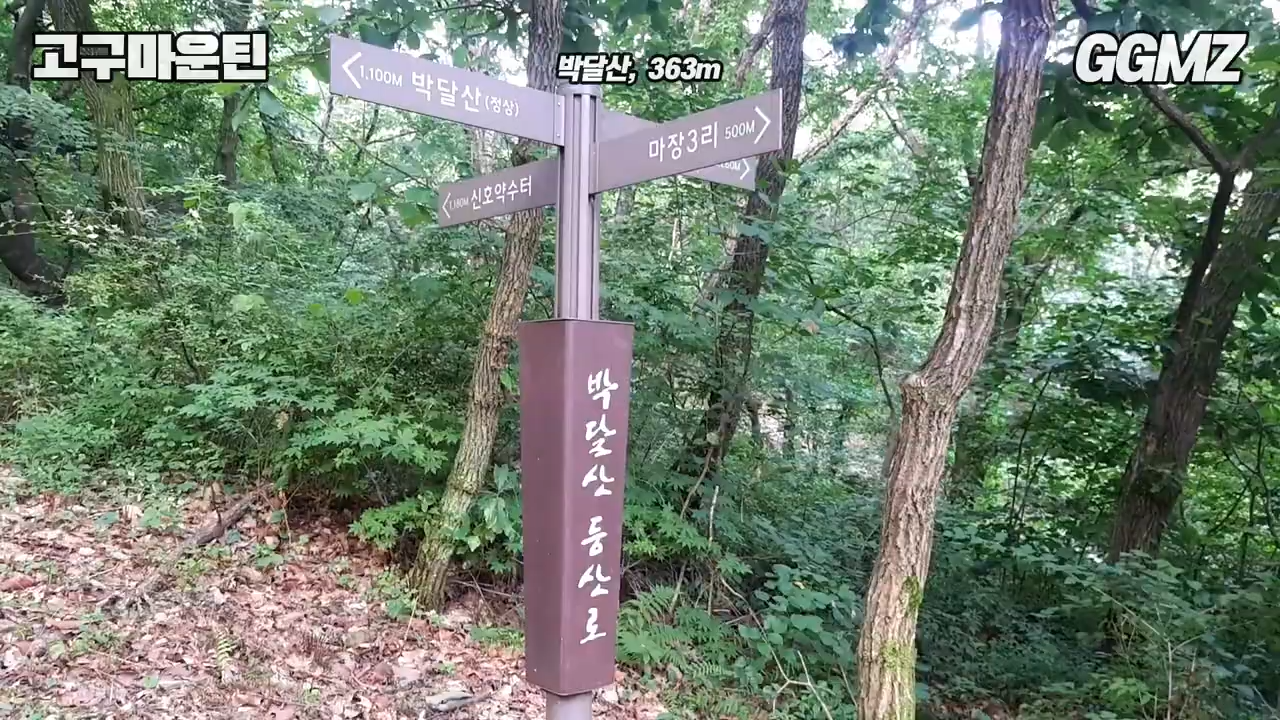 고구마운틴
박달산, 363m
GGMZ
1,100M 박달산 (정상)
마장3리 500M
1,180M 신호약수터
박달산 등산로